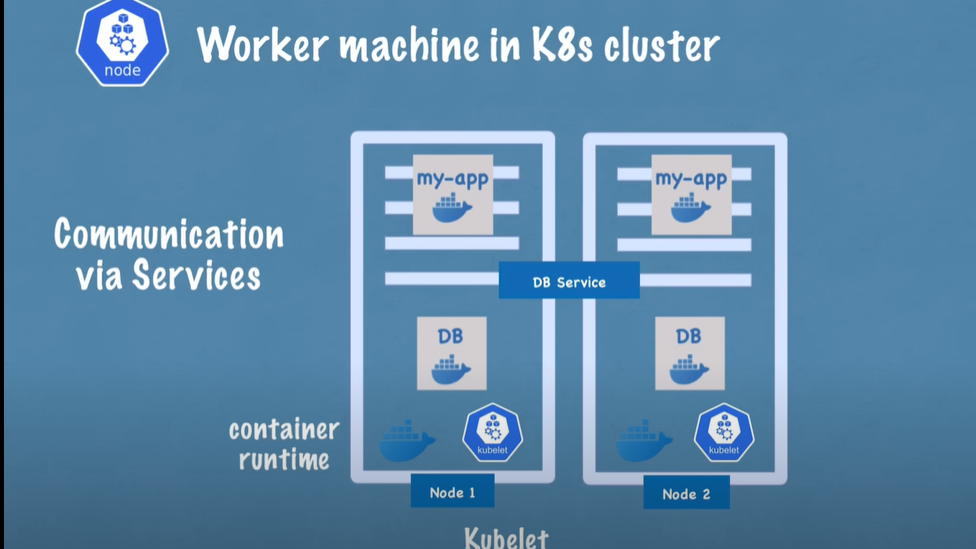 node
Worker machine in K8s cluster
Communication
via Services
my-app
my-app
DB Service
DB
DB
container
runtime
kubelet
kubelet
Node 1
Node 2
Kubelet